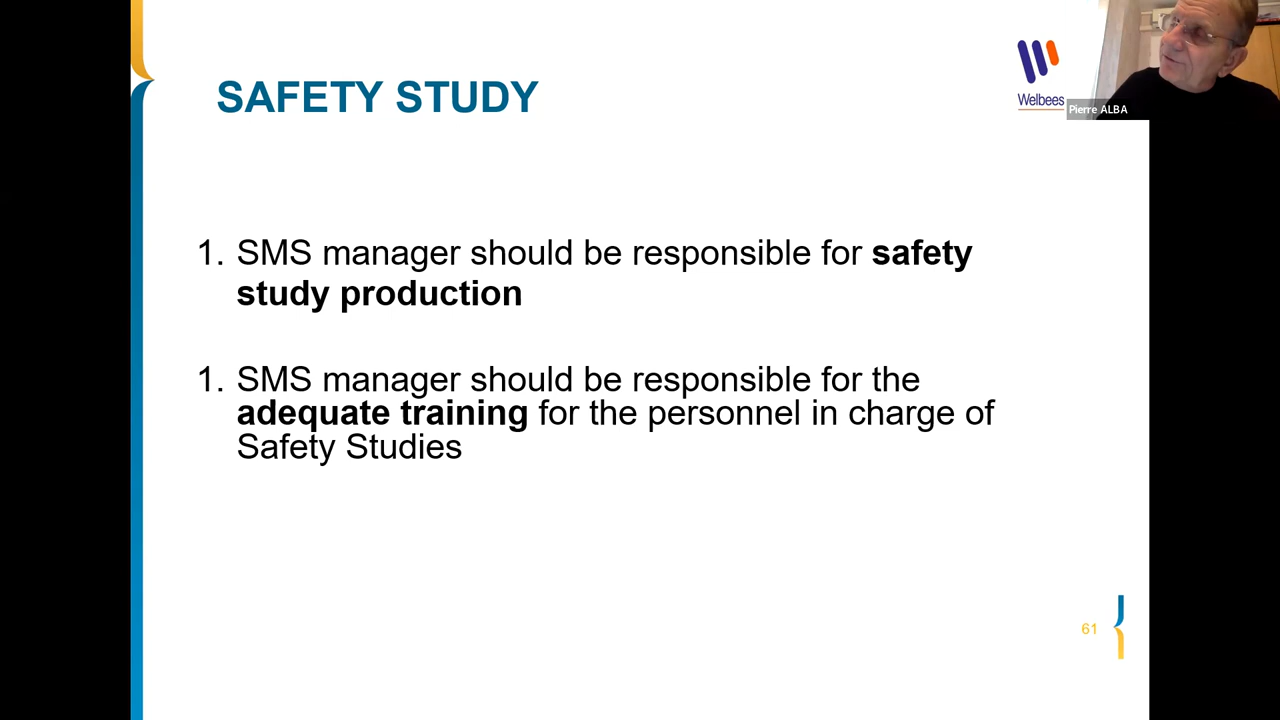 SAFETY STUDY
Welbees
Pierre ALBA
1. SMS manager should be responsible for safety
study production
1. SMS manager should be responsible for the
adequate training for the personnel in charge of
Safety Studies
61